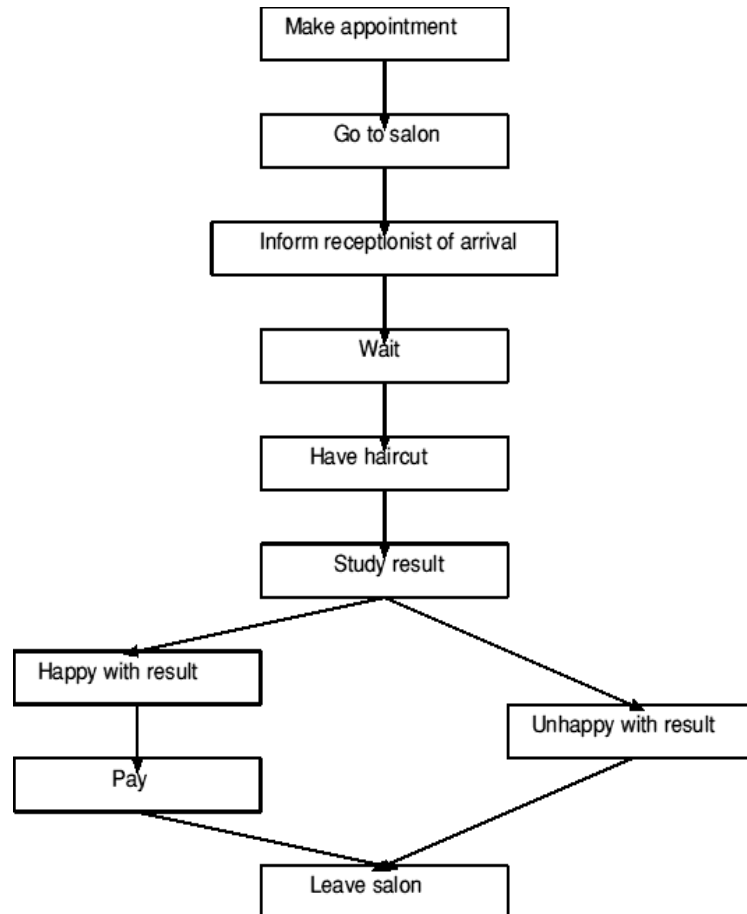 Make appointment
Go to salon
Inform receptionist of arrival
Wait
Have haircut
Study result
Happy with result
Unhappy with result
Pay
Leave salon